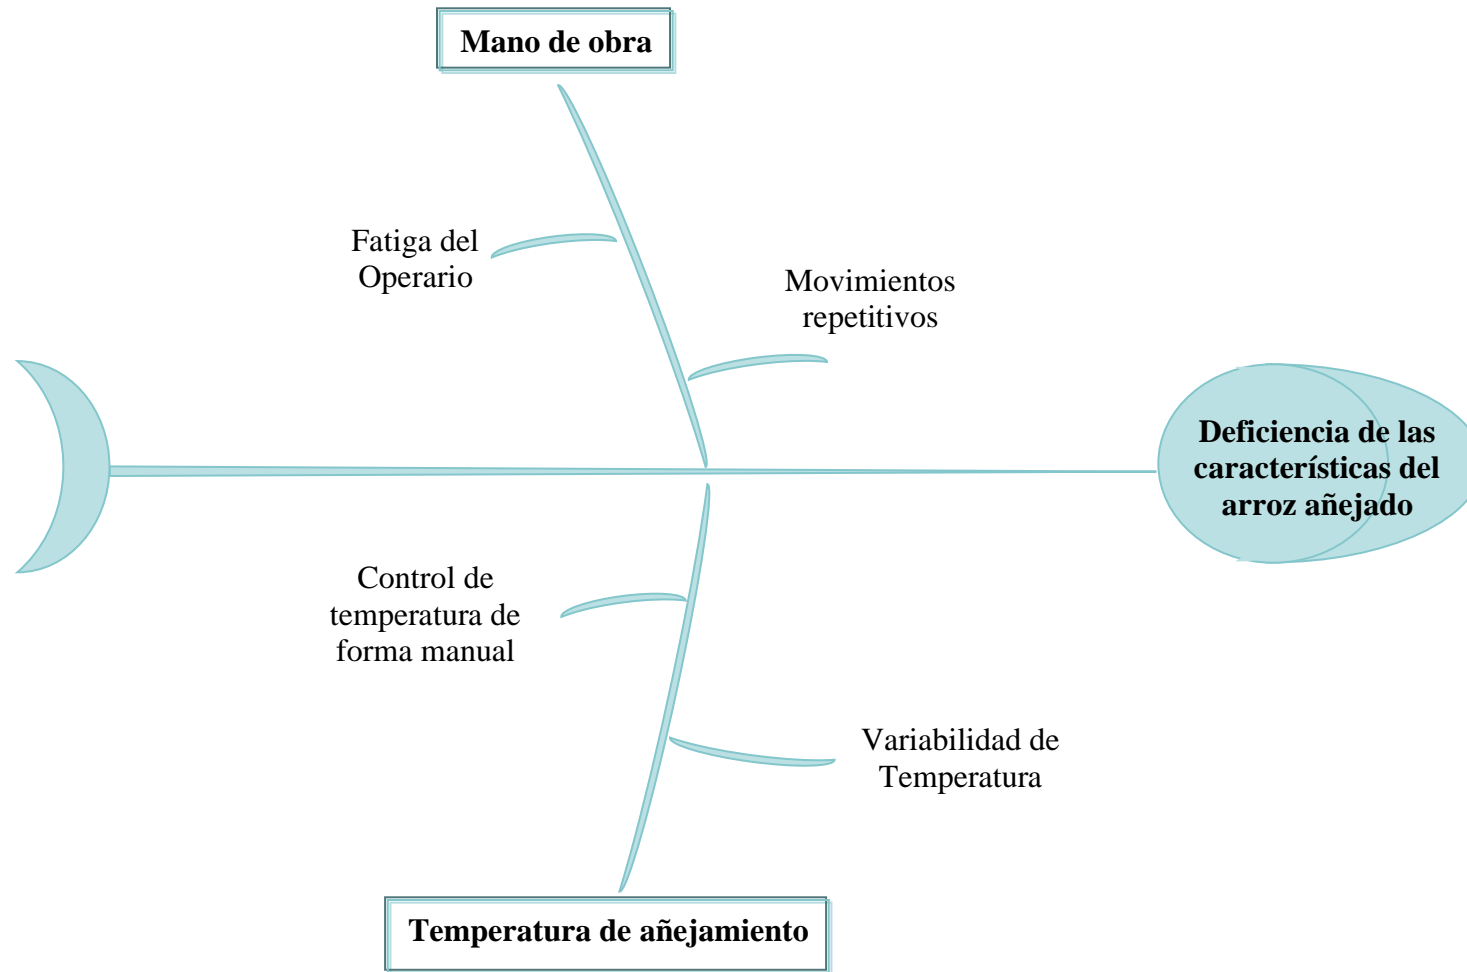 Mano de obra
Fatiga del
Operario
Movimientos
repetitivos
Deficiencia de las
características del
arroz añejado
Control de
temperatura de
forma manual
Variabilidad de
Temperatura
Temperatura de añejamiento